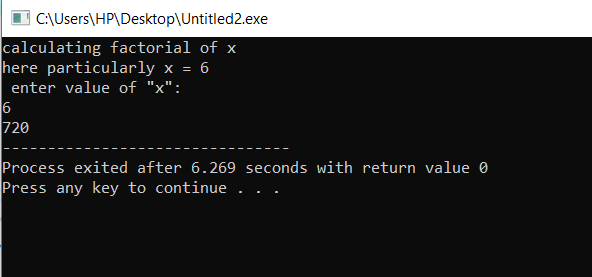 C:\Users\HP\Desktop\Untitled2.exe
calculating factorial of x
here particularly x = 6
 enter value of "x":
6
720
--------------------------------
Process exited after 6.269 seconds with return value 0
Press any key to continue . . .